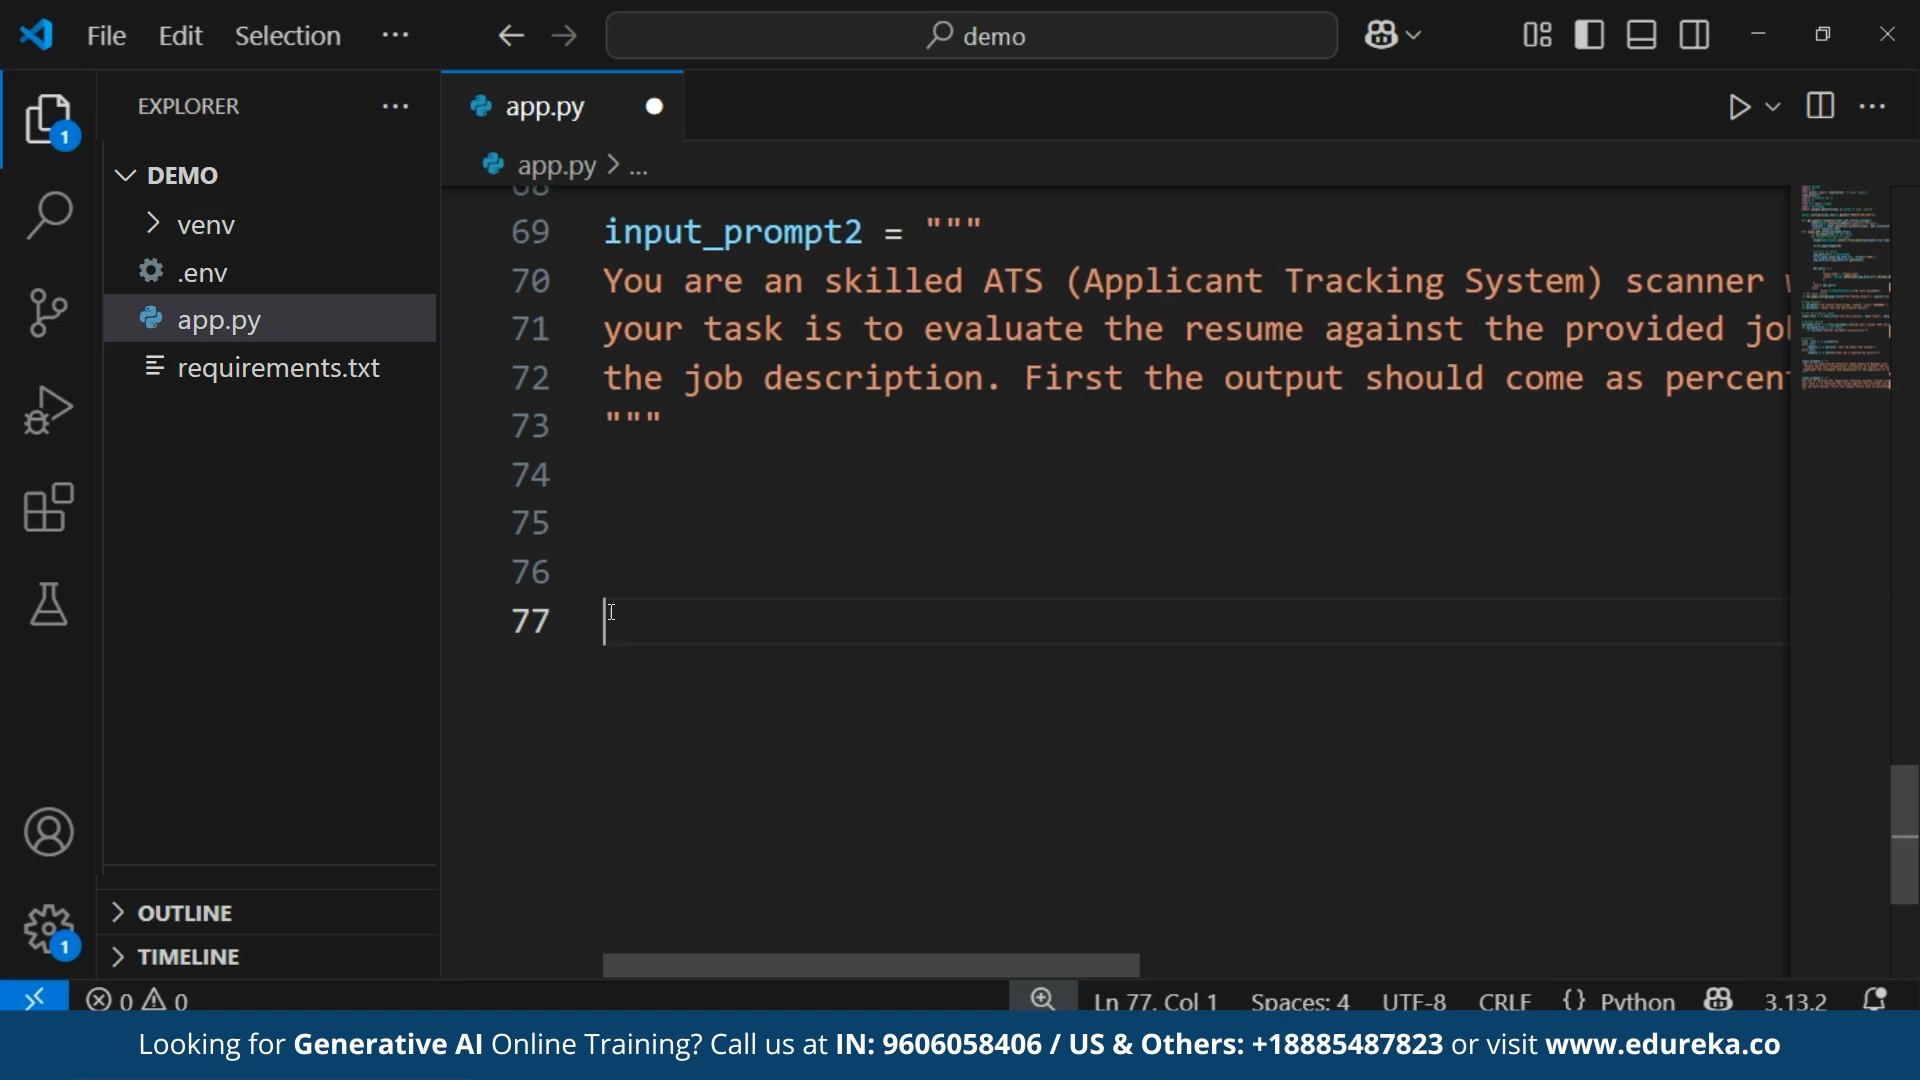 File Edit Selection ···
demo
EXPLORER ···
app.py
DEMO
venv
.env
app.py
requirements.txt
OUTLINE
TIMELINE
app.py > ...
69 input_prompt2 = """
70 You are an skilled ATS (Applicant Tracking System) scanner
71 your task is to evaluate the resume against the provided
72 the job description. First the output should come as
73 """
74
75
76
77
1
1
0 0
Ln 77, Col 1 Spaces: 4 UTF-8 CRLF {} Python 3.13.2
Looking for Generative AI Online Training? Call us at IN: 9606058406 / US & Others: +18885487823 or visit www.edureka.co